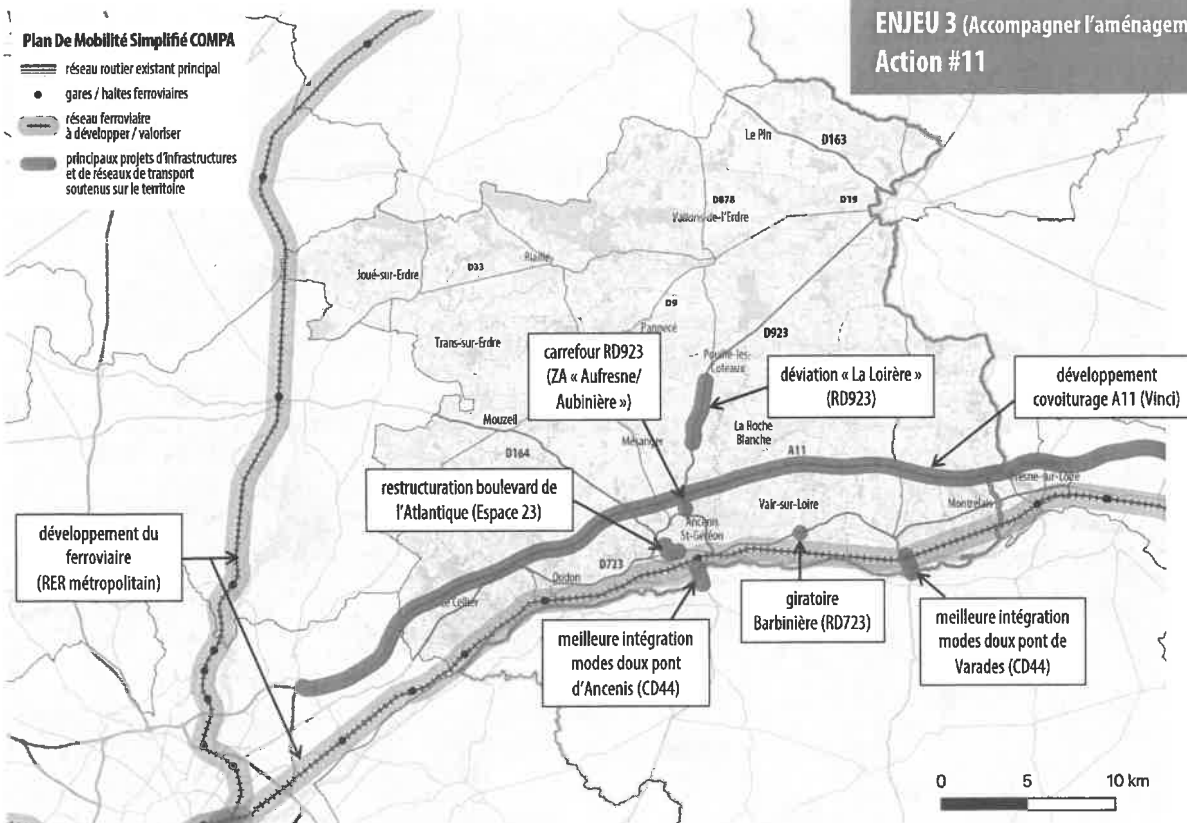 ENJEU 3 (Accompagner l'aménagem
Action #11
Plan De Mobilité Simplifié COMPA
réseau routier existant principal
gares / haltes ferroviaires
réseau ferroviaire
à développer / valoriser
principaux projets d'infrastructures
et de réseaux de transport
soutenus sur le territoire
Le Pin
D163
D878
D19
Vallons-de-l'Erdre
Riaillé
Joué-sur-Erdre
D33
D9
Pannecé
D923
Trans-sur-Erdre
carrefour RD923
(ZA « Aufresne/
Aubinière »)
Pouillé-les-
Coteaux
déviation « La Loirère »
(RD923)
développement
covoiturage A11 (Vinci)
Mouzeil
Mésanger
La Roche
Blanche
D164
A11
restructuration boulevard de
l'Atlantique (Espace 23)
Vair-sur-Loire
Montrelais
Ancenis
St-Géréon
développement du
ferroviaire
(RER métropolitain)
D723
Oudon
Le Cellier
meilleure intégration
modes doux pont
d'Ancenis (CD44)
giratoire
Barbinière (RD723)
meilleure intégration
modes doux pont de
Varades (CD44)
0 5 10 km